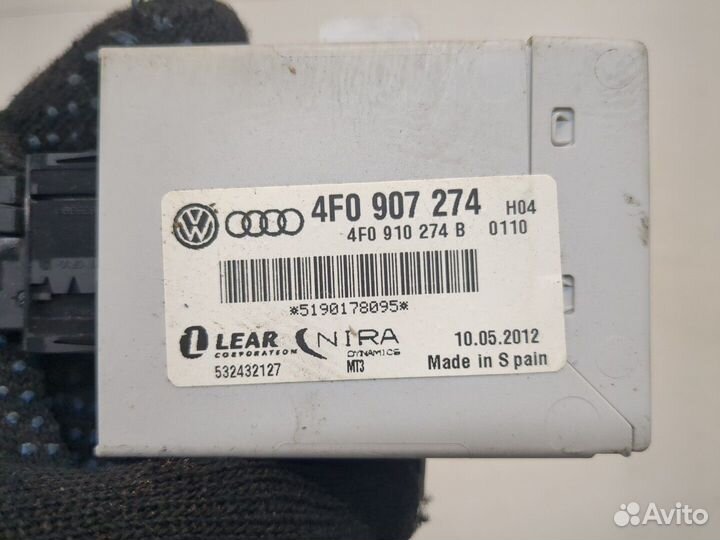 4F0 907 274 H04
4F0 910 274 B 0110
*5190178095*
LEAR
CORPORATION
532432127
NIRA
DYNAMICS
MT3
10.05.2012
Made in Spain
Avito